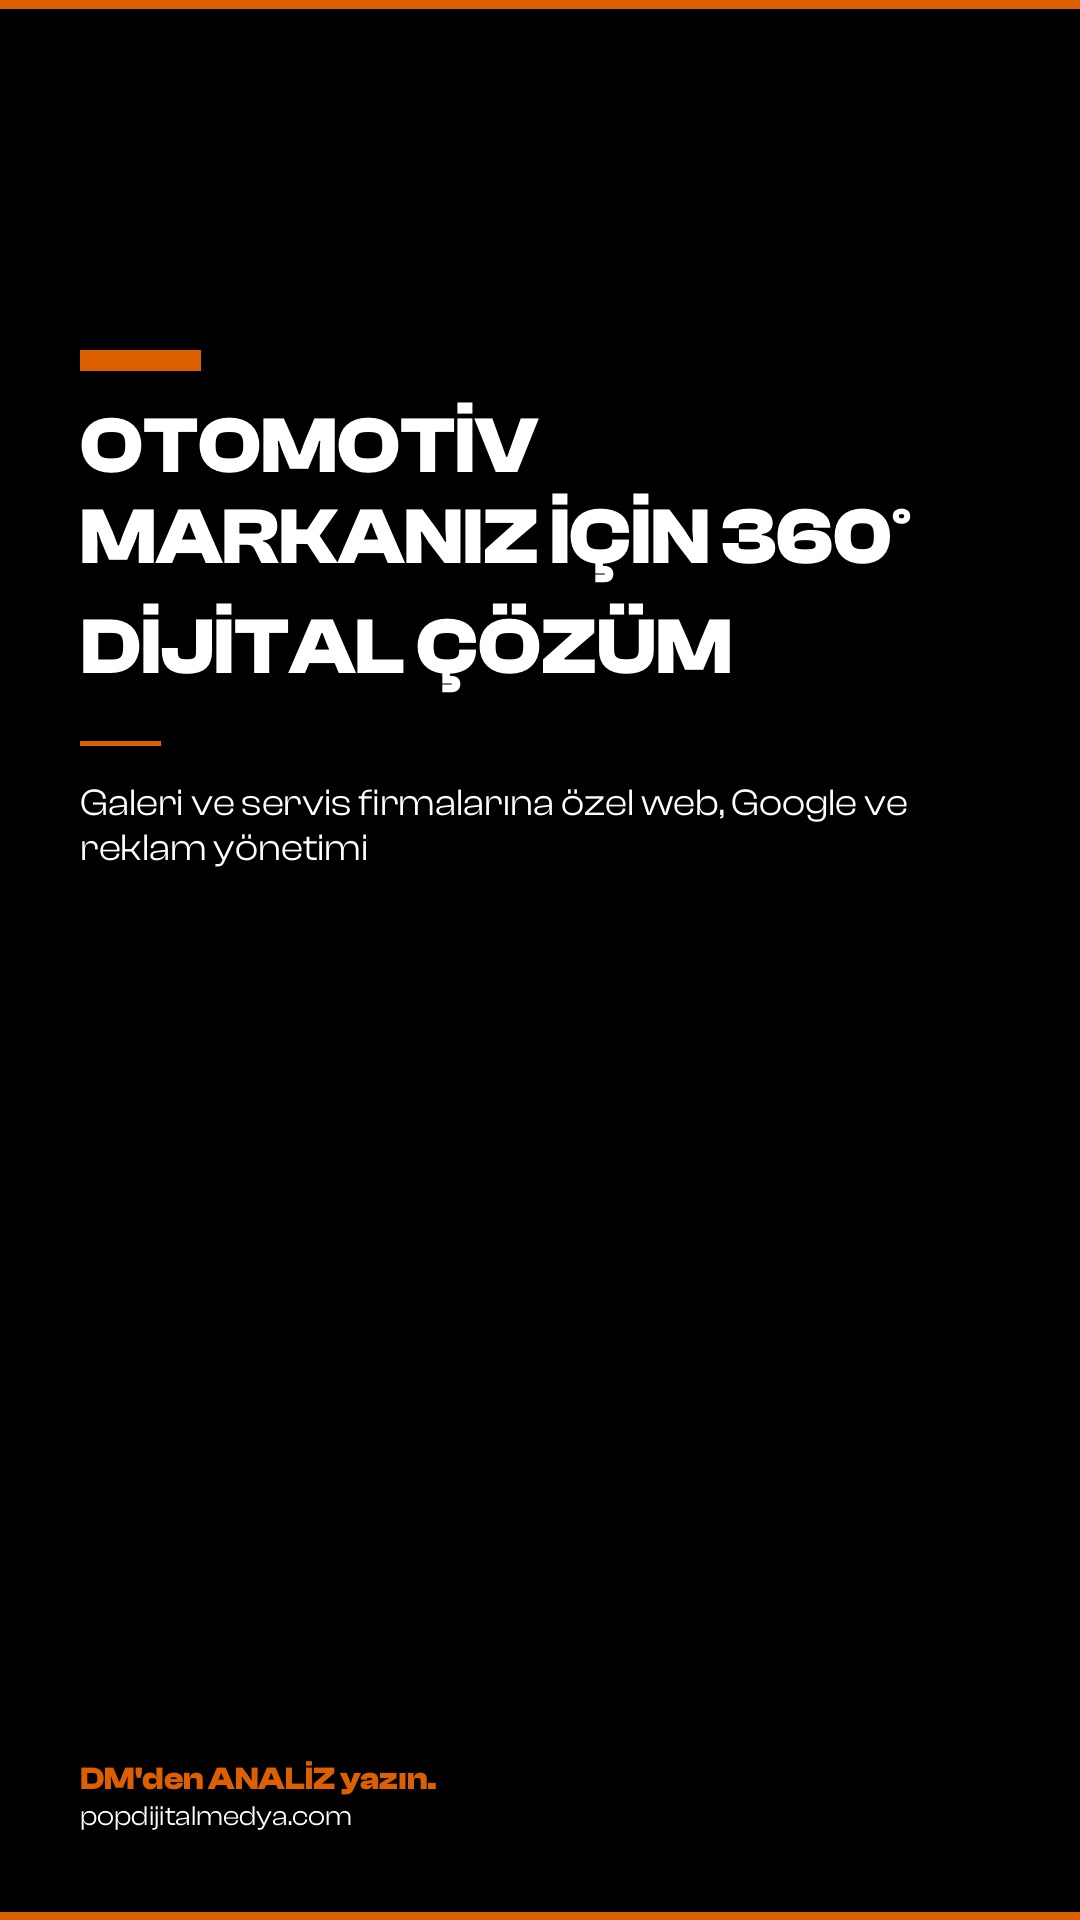 OTOMOTİV
MARKANIZ İÇİN 360°
DİJİTAL ÇÖZÜM
Galeri ve servis firmalarına özel web, Google ve
reklam yönetimi
DM'den ANALİZ yazın.
popdijitalmedya.com